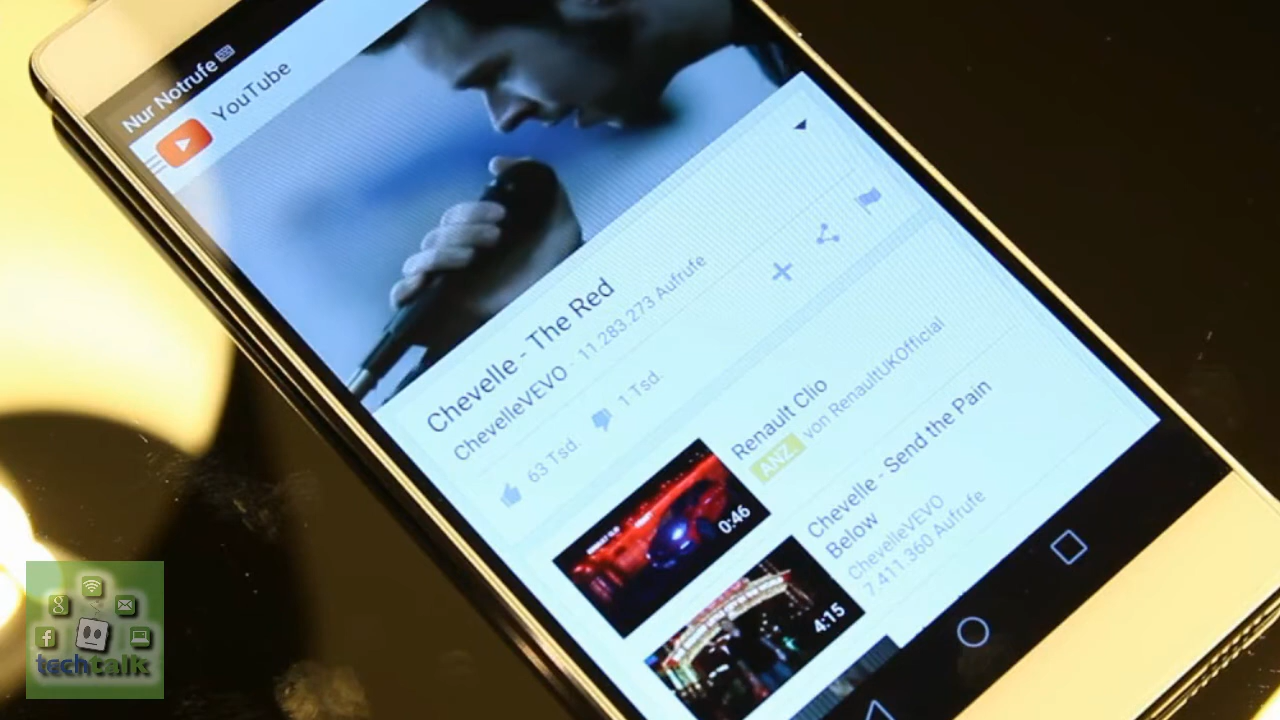 Nur Notrufe
YouTube
Chevelle - The Red
ChevelleVEVO · 11.283.273 Aufrufe
63 Tsd.
1 Tsd.
Renault Clio
ANZ. von RenaultUKOfficial
0:46
Chevelle - Send the Pain
Below
ChevelleVEVO
7.411.360 Aufrufe
4:15
techtalk